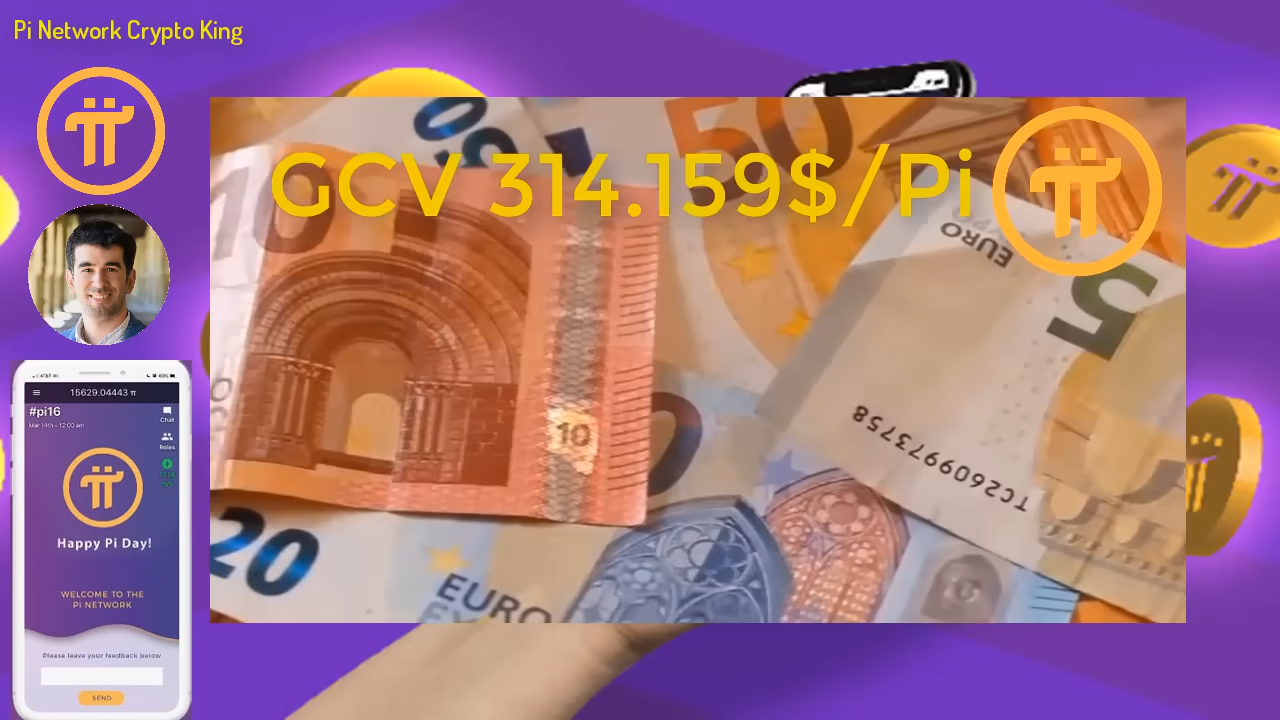 Pi Network Crypto King
GCV 314.159$/Pi
50
50
10
EURO
5
10
TC2609973758
20
EURO
15629.04443 π
#pi16
Mar 14th - 12:00 am
Chat
Roles
Happy Pi Day!
WELCOME TO THE
Pi NETWORK
Please leave your feedback below
SEND